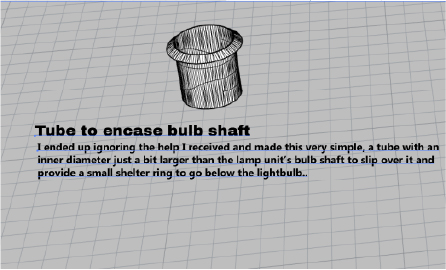 Tube to encase bulb shaft
I ended up ignoring the help I received and made this very simple, a tube with an
inner diameter just a bit larger than the lamp unit's bulb shaft to slip over it and
provide a small shelter ring to go below the lightbulb..